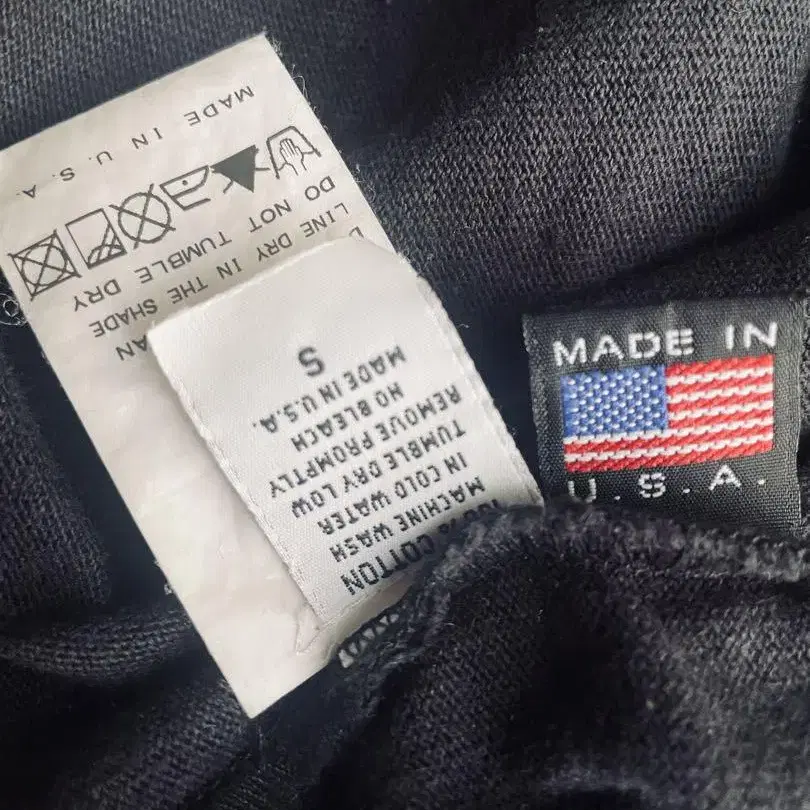 100% COTTON
MACHINE WASH
IN COLD WATER
TUMBLE DRY LOW
REMOVE PROMPTLY
NO BLEACH
MADE IN U.S.A.
S
LINE DRY IN THE SHADE
DO NOT TUMBLE DRY
MADE IN U.S.A.
MADE IN
U.S.A.